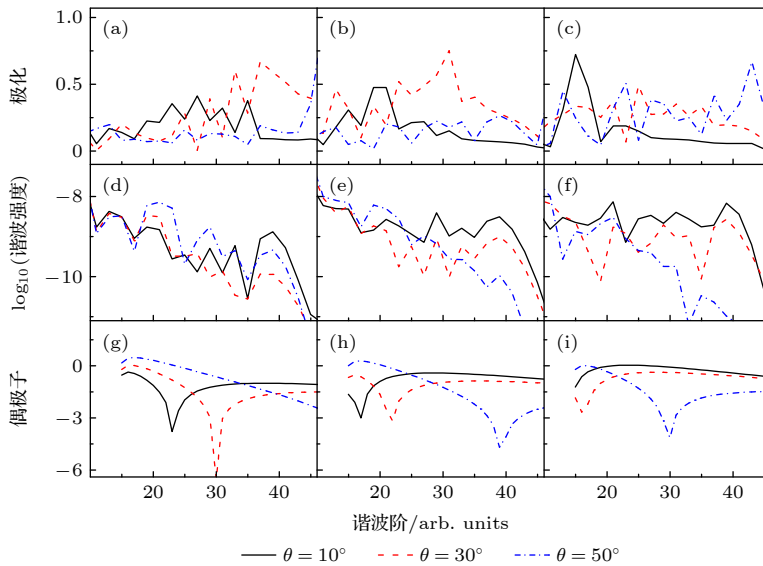 (a) (b) (c)
1.0
0.5
0
极化
(d) (e) (f)
−8
−10
log₁₀(谐波强度)
(g) (h) (i)
0
−3
−6
偶极子
20 30 40 20 30 40 20 30 40
谐波阶/arb. units
θ = 10° θ = 30° θ = 50°